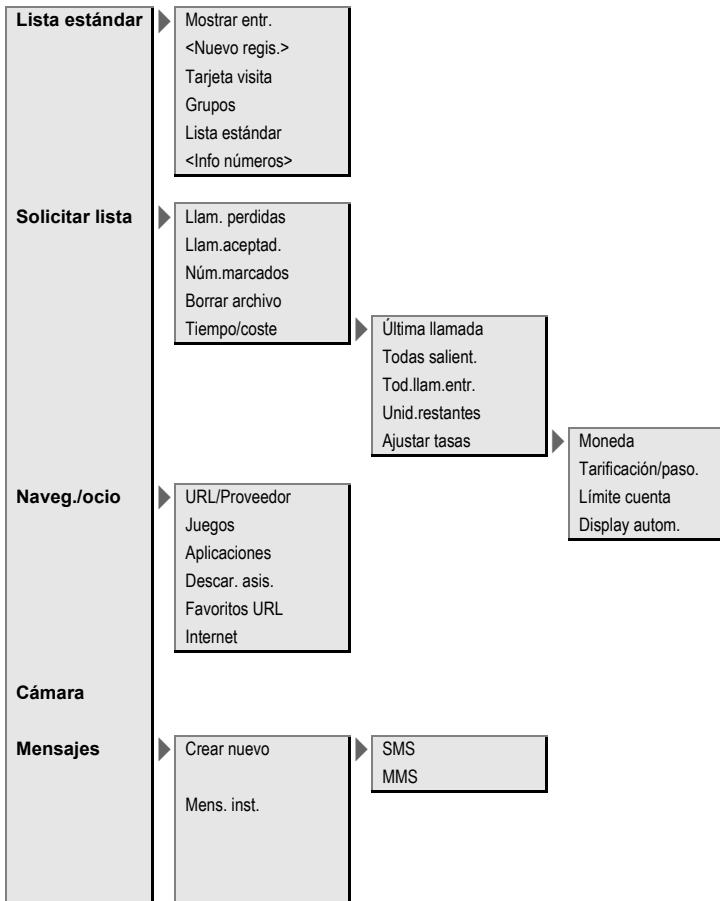 Lista estándar
Mostrar entr.
<Nuevo regis.>
Tarjeta visita
Grupos
Lista estándar
<Info números>
Solicitar lista
Llam. perdidas
Llam.aceptad.
Núm.marcados
Borrar archivo
Tiempo/coste
Última llamada
Todas salient.
Tod.llam.entr.
Unid.restantes
Ajustar tasas
Moneda
Tarificación/paso.
Límite cuenta
Display autom.
Naveg./ocio
URL/Proveedor
Juegos
Aplicaciones
Descar. asis.
Favoritos URL
Internet
Cámara
Mensajes
Crear nuevo
SMS
MMS
Mens. inst.